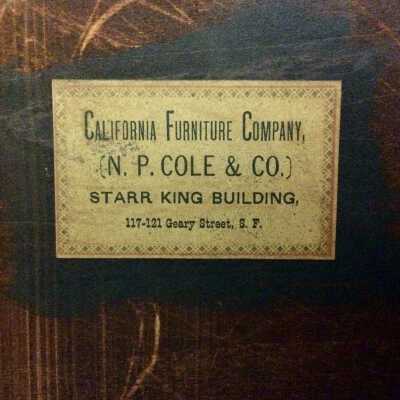 CALIFORNIA FURNITURE COMPANY,
(N. P. COLE & CO.)
STARR KING BUILDING,
117-121 Geary Street, S. F.